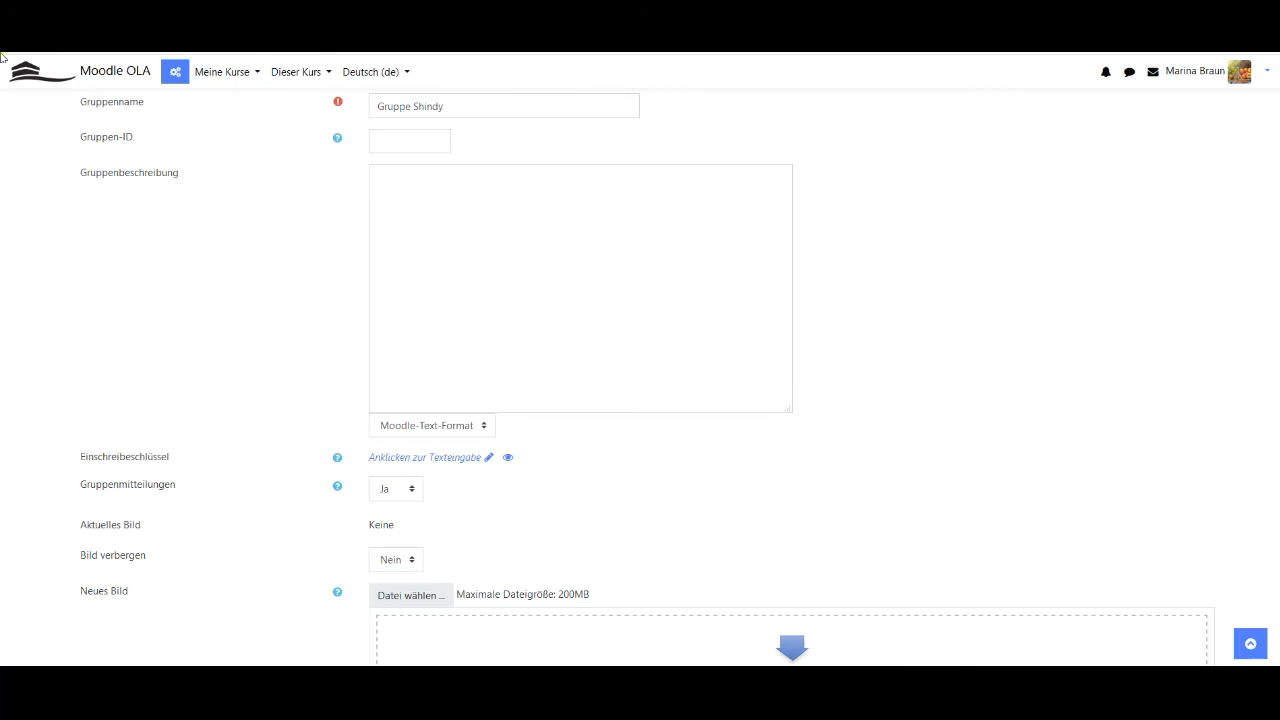 Moodle OLA Meine Kurse Dieser Kurs Deutsch (de) Marina Braun
Gruppenname Gruppe Shindy
Gruppen-ID
Gruppenbeschreibung
Moodle-Text-Format
Einschreibeschlüssel Anklicken zur Texteingabe
Gruppenmitteilungen Ja
Aktuelles Bild Keine
Bild verbergen Nein
Neues Bild Datei wählen ... Maximale Dateigröße: 200MB